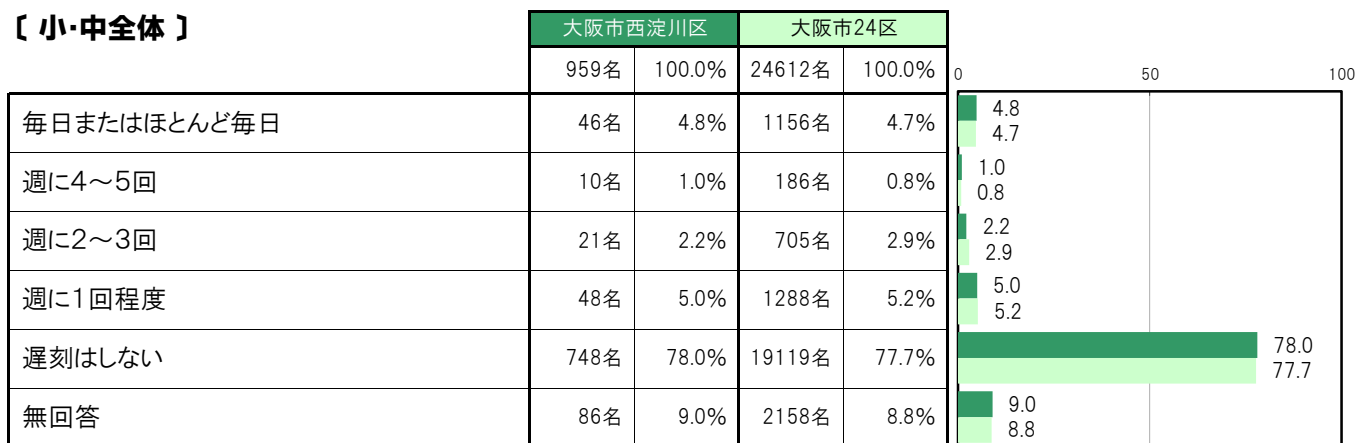 〔 小・中全体 〕
大阪市西淀川区 大阪市24区
959名 100.0% 24612名 100.0% 0 50 100
毎日またはほとんど毎日 46名 4.8% 1156名 4.7% 4.8
4.7
週に4～5回 10名 1.0% 186名 0.8% 1.0
0.8
週に2～3回 21名 2.2% 705名 2.9% 2.2
2.9
週に1回程度 48名 5.0% 1288名 5.2% 5.0
5.2
遅刻はしない 748名 78.0% 19119名 77.7% 78.0
77.7
無回答 86名 9.0% 2158名 8.8% 9.0
8.8